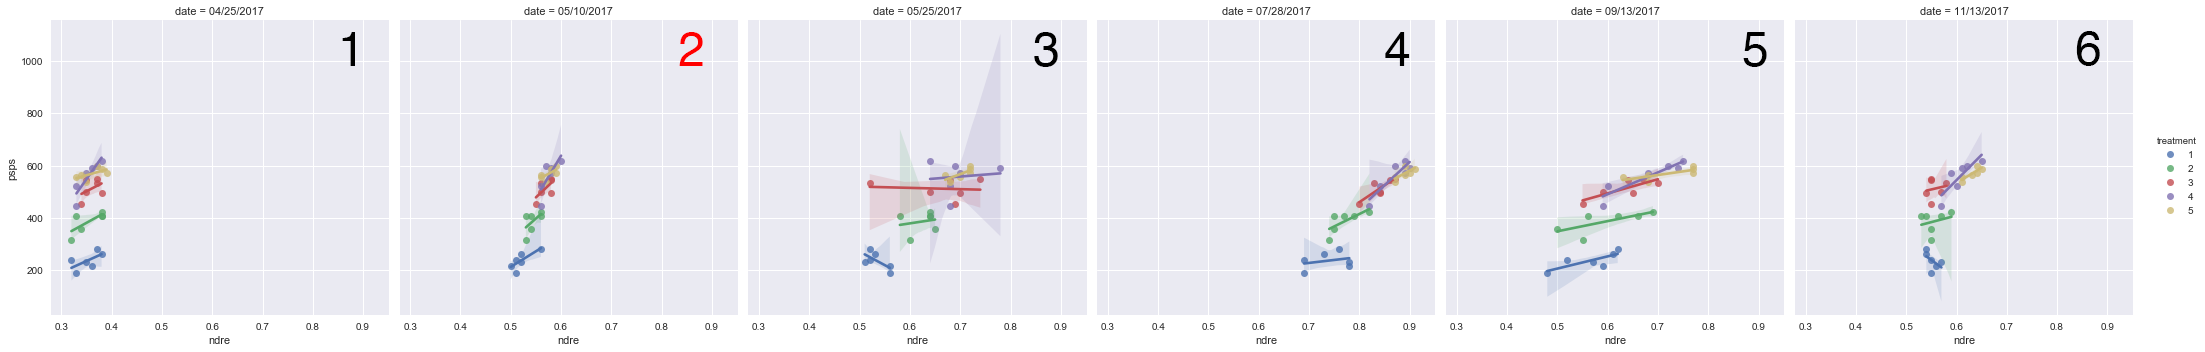 date = 04/25/2017
date = 05/10/2017
date = 05/25/2017
date = 07/28/2017
date = 09/13/2017
date = 11/13/2017
1
2
3
4
5
6
1000
800
600
400
200
psps
0.3 0.4 0.5 0.6 0.7 0.8 0.9
0.3 0.4 0.5 0.6 0.7 0.8 0.9
0.3 0.4 0.5 0.6 0.7 0.8 0.9
0.3 0.4 0.5 0.6 0.7 0.8 0.9
0.3 0.4 0.5 0.6 0.7 0.8 0.9
0.3 0.4 0.5 0.6 0.7 0.8 0.9
ndre
ndre
ndre
ndre
ndre
ndre
treatment
1
2
3
4
5